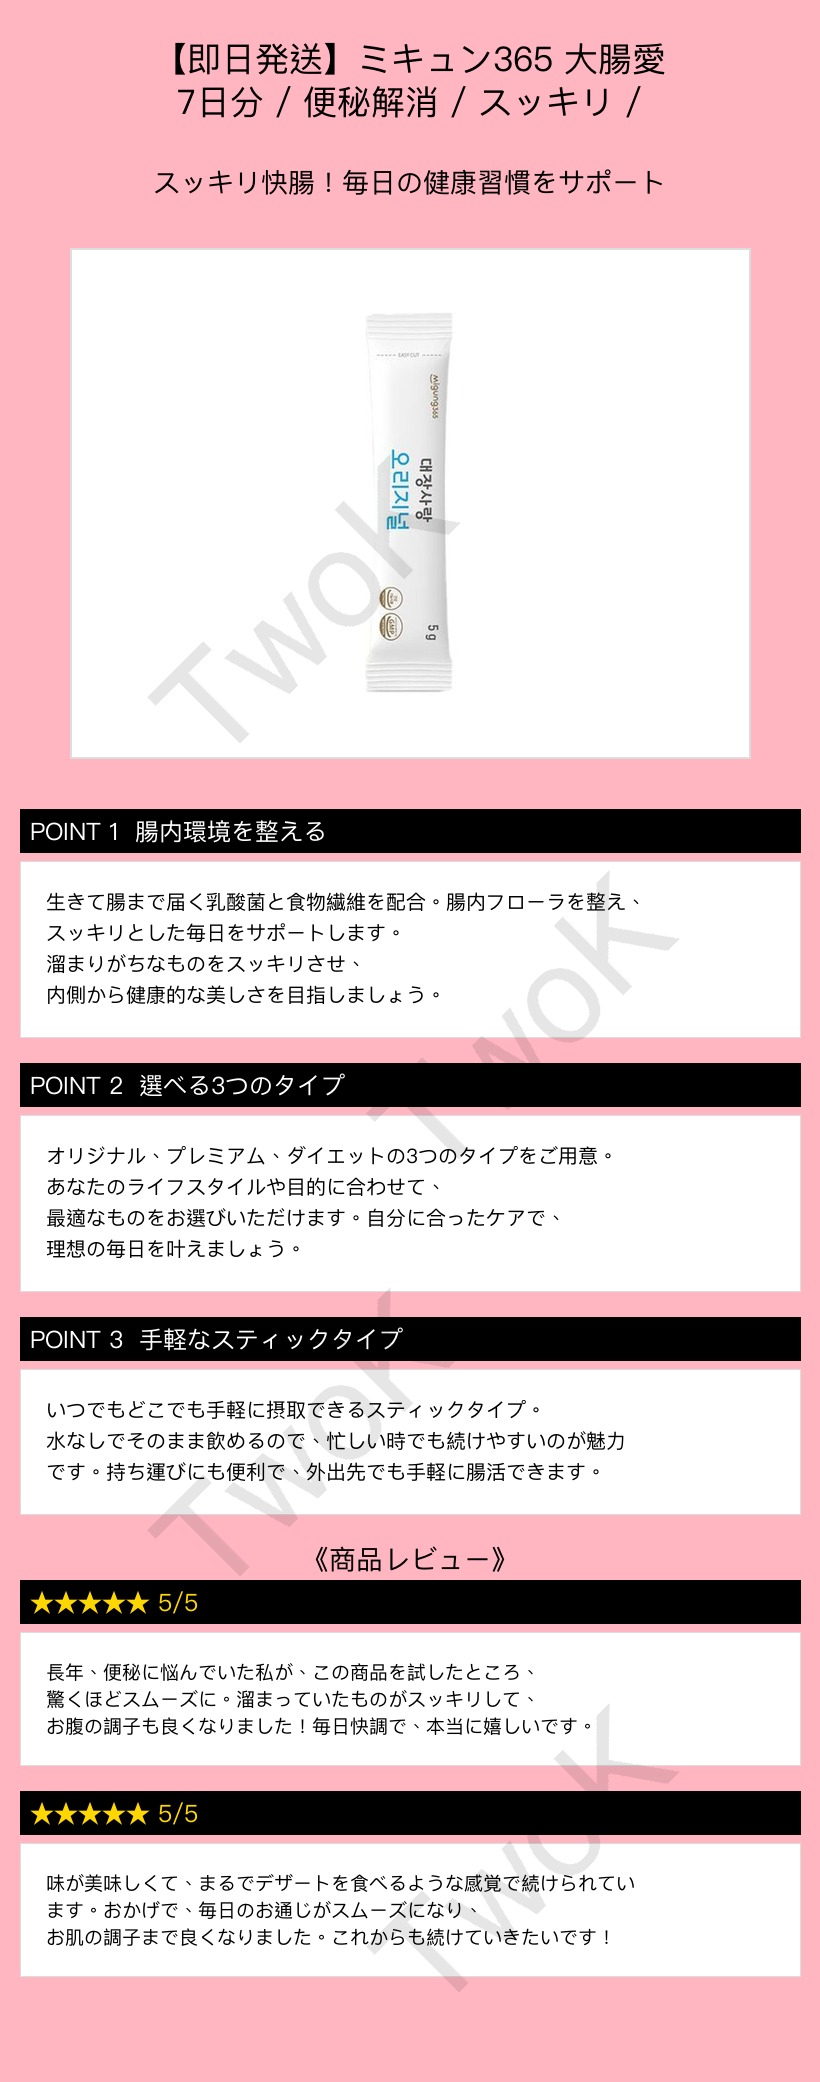 【即日発送】ミキュン365 大腸愛
7日分 / 便秘解消 / スッキリ /
スッキリ快腸！毎日の健康習慣をサポート
EASY CUT
migung365
대장사랑
오리지널
GMP
5 g
TwoK
POINT 1 腸内環境を整える
生きて腸まで届く乳酸菌と食物繊維を配合。腸内フローラを整え、
スッキリとした毎日をサポートします。
溜まりがちなものをスッキリさせ、
内側から健康的な美しさを目指しましょう。
TwoK
POINT 2 選べる3つのタイプ
オリジナル、プレミアム、ダイエットの3つのタイプをご用意。
あなたのライフスタイルや目的に合わせて、
最適なものをお選びいただけます。自分に合ったケアで、
理想の毎日を叶えましょう。
POINT 3 手軽なスティックタイプ
いつでもどこでも手軽に摂取できるスティックタイプ。
水なしでそのまま飲めるので、忙しい時でも続けやすいのが魅力
です。持ち運びにも便利で、外出先でも手軽に腸活できます。
TwoK
《商品レビュー》
★★★★★ 5/5
長年、便秘に悩んでいた私が、この商品を試したところ、
驚くほどスムーズに。溜まっていたものがスッキリして、
お腹の調子も良くなりました！毎日快調で、本当に嬉しいです。
★★★★★ 5/5
味が美味しくて、まるでデザートを食べるような感覚で続けられてい
ます。おかげで、毎日のお通じがスムーズになり、
お肌の調子まで良くなりました。これからも続けていきたいです！
TwoK